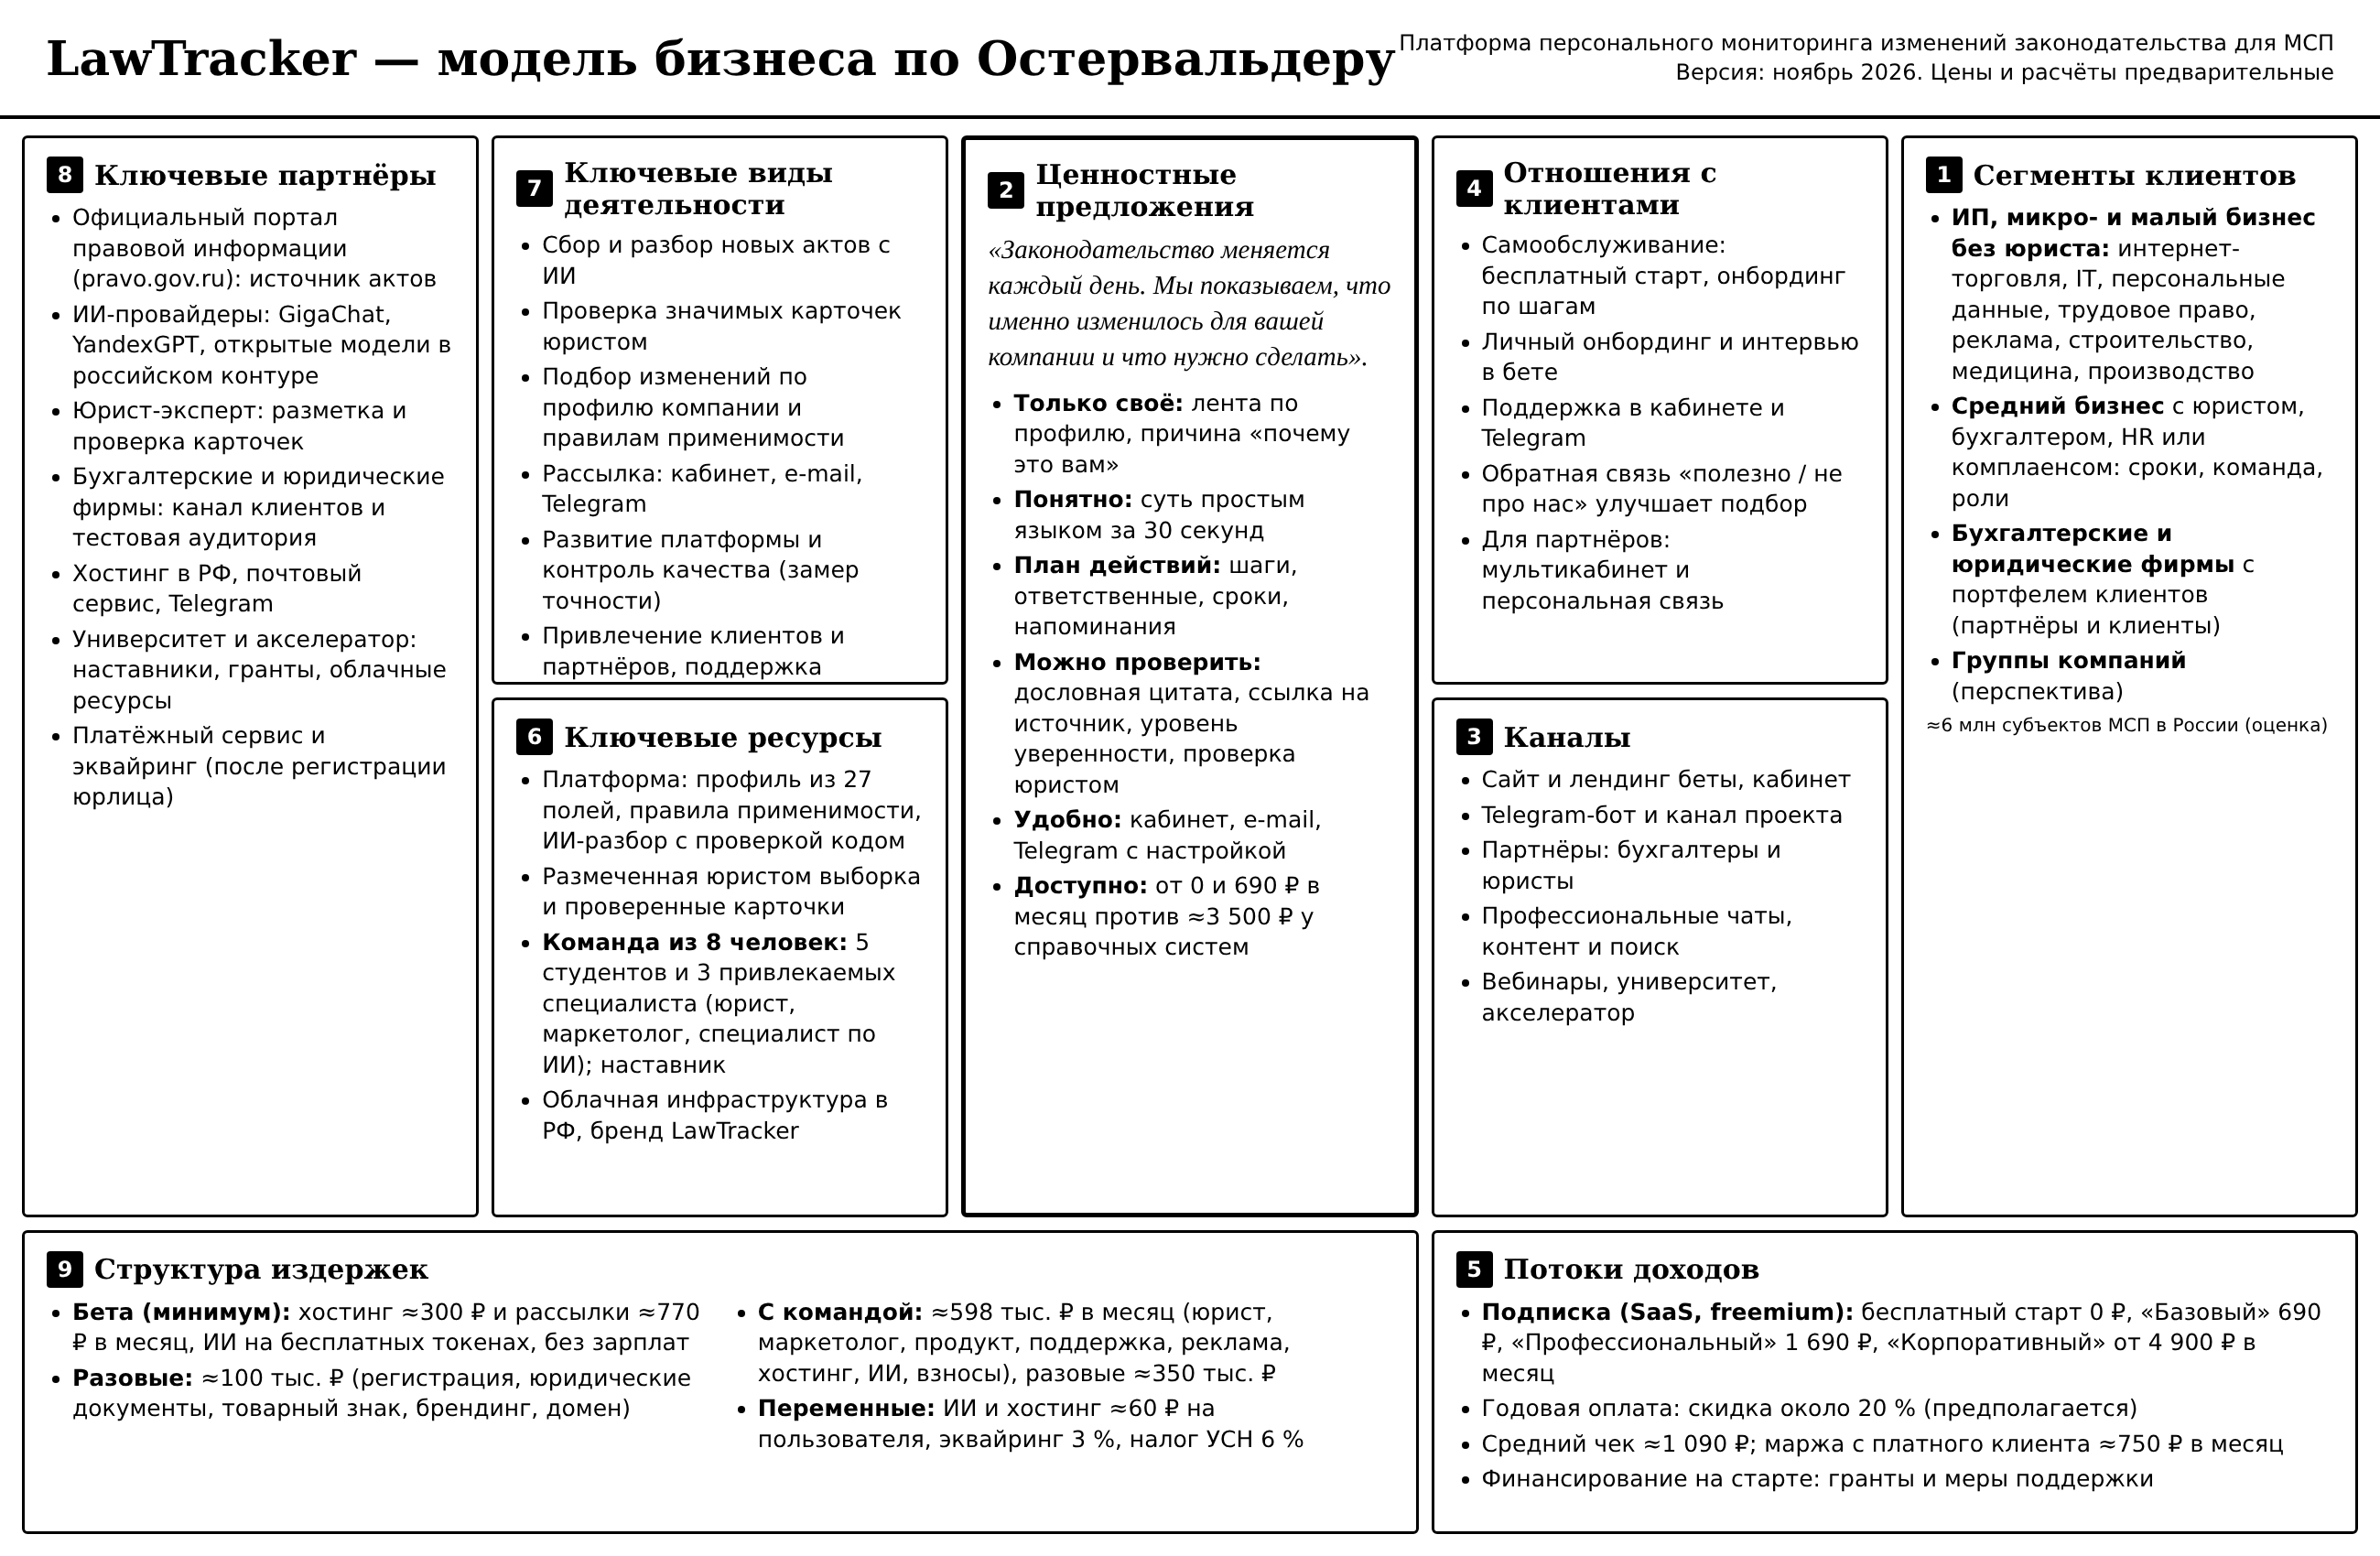 LawTracker — модель бизнеса по Остервальдеру
Платформа персонального мониторинга изменений законодательства для МСП
Версия: ноябрь 2026. Цены и расчёты предварительные
8 Ключевые партнёры
• Официальный портал
правовой информации
(pravo.gov.ru): источник актов
• ИИ-провайдеры: GigaChat,
YandexGPT, открытые модели в
российском контуре
• Юрист-эксперт: разметка и
проверка карточек
• Бухгалтерские и юридические
фирмы: канал клиентов и
тестовая аудитория
• Хостинг в РФ, почтовый
сервис, Telegram
• Университет и акселератор:
наставники, гранты, облачные
ресурсы
• Платёжный сервис и
эквайринг (после регистрации
юрлица)
7 Ключевые виды
деятельности
• Сбор и разбор новых актов с
ИИ
• Проверка значимых карточек
юристом
• Подбор изменений по
профилю компании и
правилам применимости
• Рассылка: кабинет, e-mail,
Telegram
• Развитие платформы и
контроль качества (замер
точности)
• Привлечение клиентов и
партнёров, поддержка
6 Ключевые ресурсы
• Платформа: профиль из 27
полей, правила применимости,
ИИ-разбор с проверкой кодом
• Размеченная юристом выборка
и проверенные карточки
• Команда из 8 человек: 5
студентов и 3 привлекаемых
специалиста (юрист,
маркетолог, специалист по
ИИ); наставник
• Облачная инфраструктура в
РФ, бренд LawTracker
2 Ценностные
предложения
«Законодательство меняется
каждый день. Мы показываем, что
именно изменилось для вашей
компании и что нужно сделать».
• Только своё: лента по
профилю, причина «почему
это вам»
• Понятно: суть простым
языком за 30 секунд
• План действий: шаги,
ответственные, сроки,
напоминания
• Можно проверить:
дословная цитата, ссылка на
источник, уровень
уверенности, проверка
юристом
• Удобно: кабинет, e-mail,
Telegram с настройкой
• Доступно: от 0 и 690 ₽ в
месяц против ≈3 500 ₽ у
справочных систем
4 Отношения с
клиентами
• Самообслуживание:
бесплатный старт, онбординг
по шагам
• Личный онбординг и интервью
в бете
• Поддержка в кабинете и
Telegram
• Обратная связь «полезно / не
про нас» улучшает подбор
• Для партнёров:
мультикабинет и
персональная связь
3 Каналы
• Сайт и лендинг беты, кабинет
• Telegram-бот и канал проекта
• Партнёры: бухгалтеры и
юристы
• Профессиональные чаты,
контент и поиск
• Вебинары, университет,
акселератор
1 Сегменты клиентов
• ИП, микро- и малый бизнес
без юриста: интернет-
торговля, IT, персональные
данные, трудовое право,
реклама, строительство,
медицина, производство
• Средний бизнес с юристом,
бухгалтером, HR или
комплаенсом: сроки, команда,
роли
• Бухгалтерские и
юридические фирмы с
портфелем клиентов
(партнёры и клиенты)
• Группы компаний
(перспектива)
≈6 млн субъектов МСП в России (оценка)
9 Структура издержек
• Бета (минимум): хостинг ≈300 ₽ и рассылки ≈770
₽ в месяц, ИИ на бесплатных токенах, без зарплат
• Разовые: ≈100 тыс. ₽ (регистрация, юридические
документы, товарный знак, брендинг, домен)
• С командой: ≈598 тыс. ₽ в месяц (юрист,
маркетолог, продукт, поддержка, реклама,
хостинг, ИИ, взносы), разовые ≈350 тыс. ₽
• Переменные: ИИ и хостинг ≈60 ₽ на
пользователя, эквайринг 3 %, налог УСН 6 %
5 Потоки доходов
• Подписка (SaaS, freemium): бесплатный старт 0 ₽, «Базовый» 690
₽, «Профессиональный» 1 690 ₽, «Корпоративный» от 4 900 ₽ в
месяц
• Годовая оплата: скидка около 20 % (предполагается)
• Средний чек ≈1 090 ₽; маржа с платного клиента ≈750 ₽ в месяц
• Финансирование на старте: гранты и меры поддержки